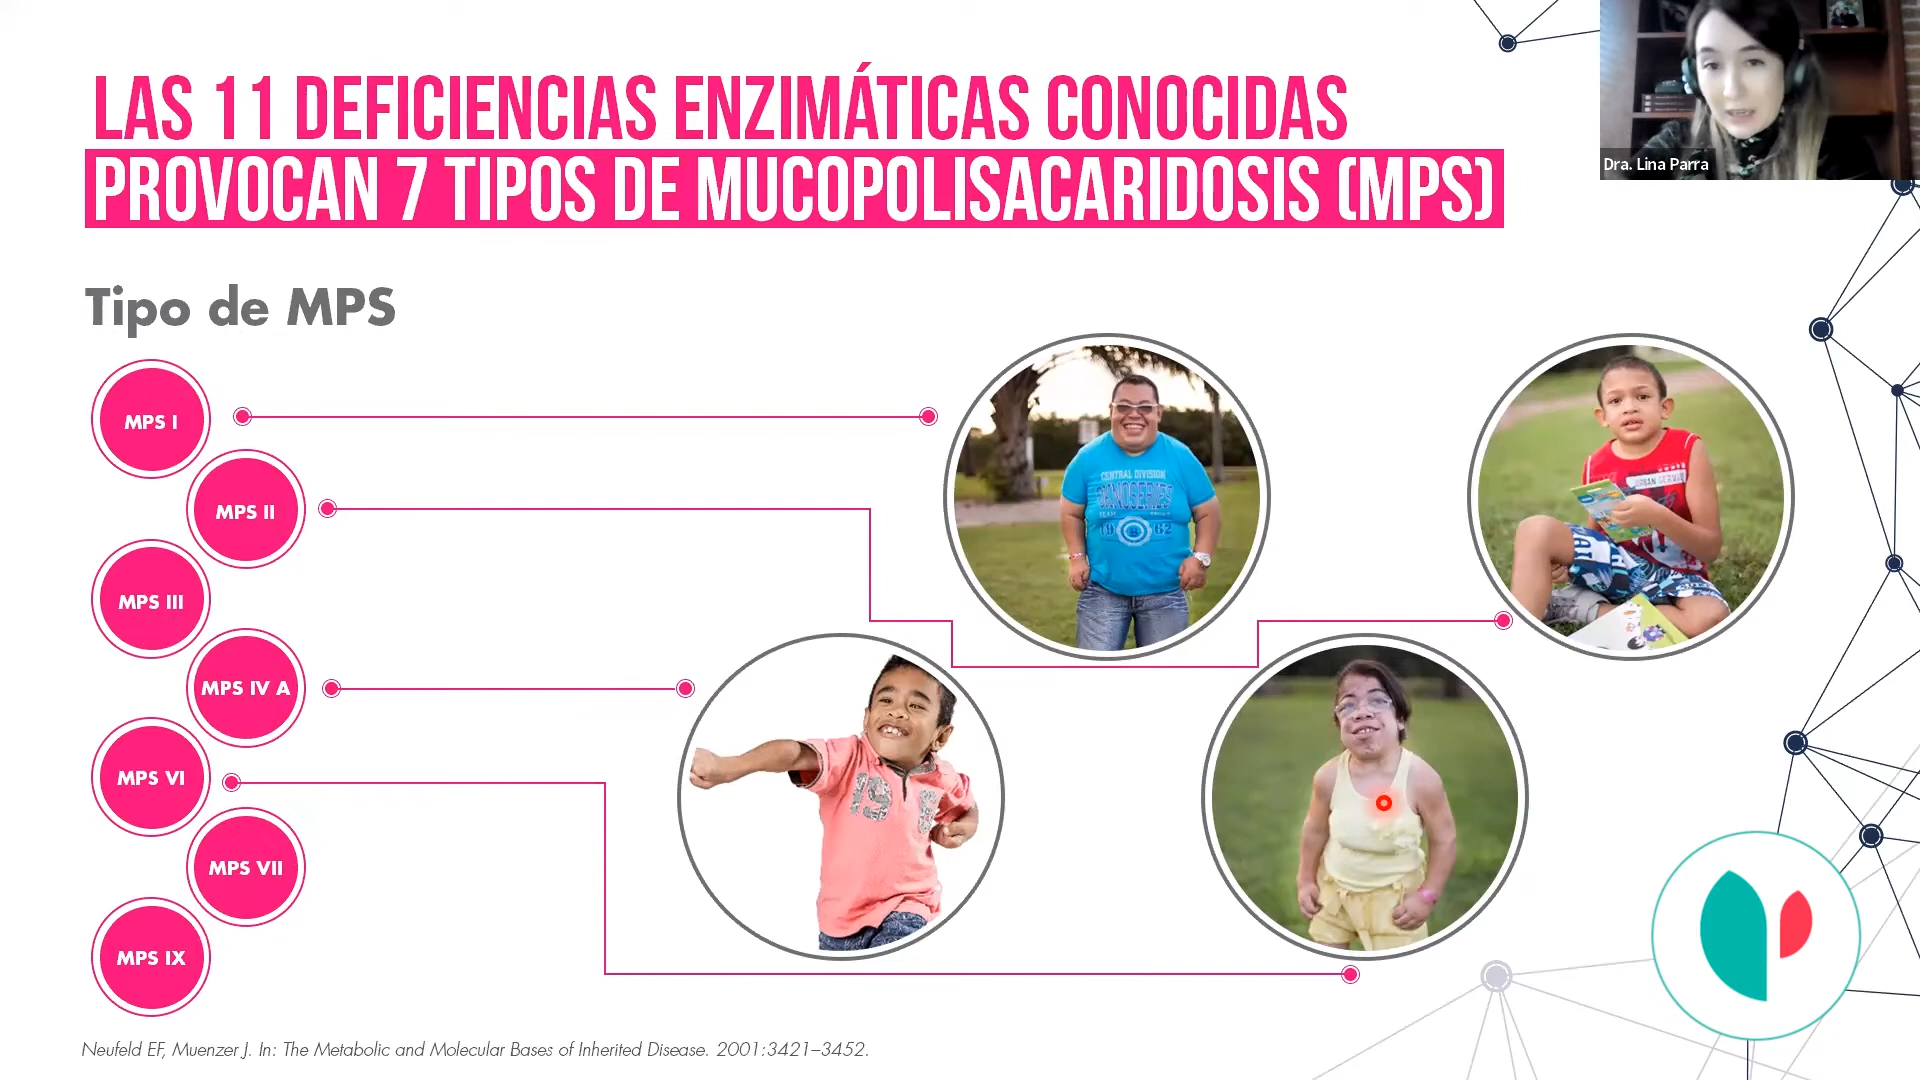 LAS 11 DEFICIENCIAS ENZIMÁTICAS CONOCIDAS
PROVOCAN 7 TIPOS DE MUCOPOLISACARIDOSIS (MPS)
Dra. Lina Parra
Tipo de MPS
MPS I
MPS II
MPS III
MPS IV A
MPS VI
MPS VII
MPS IX
CENTRAL DIVISION
19 62
Neufeld EF, Muenzer J. In: The Metabolic and Molecular Bases of Inherited Disease. 2001:3421–3452.